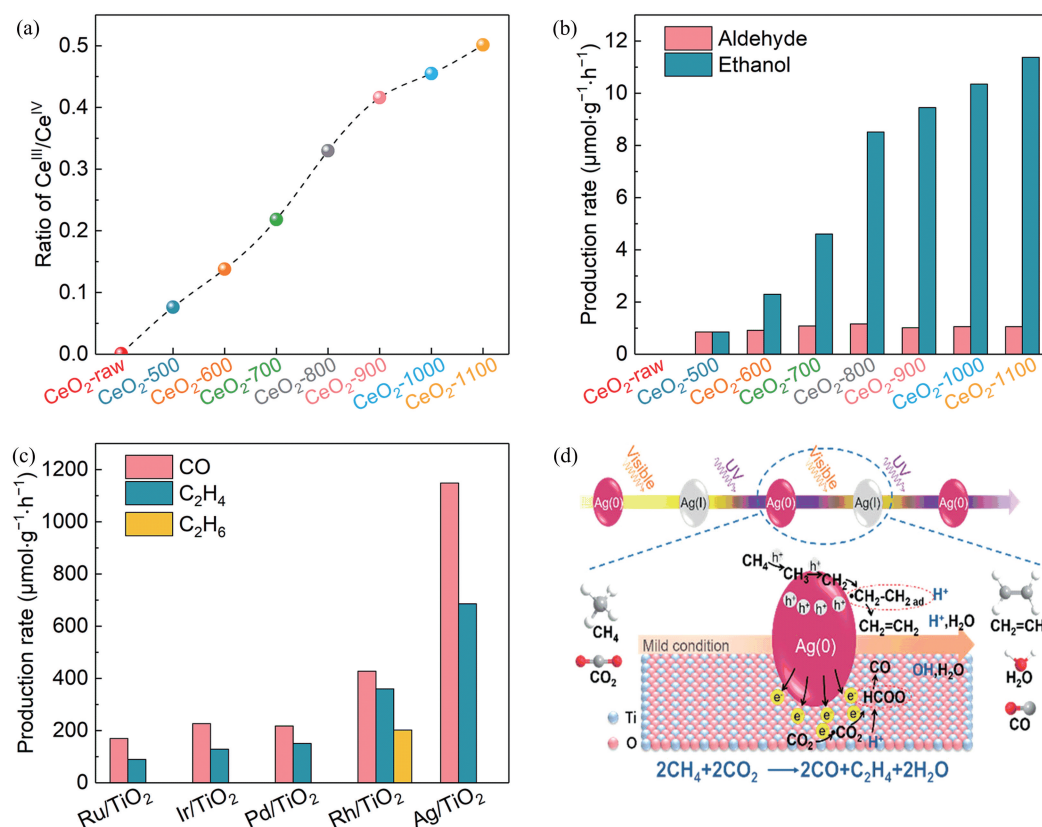 (a)
0.5
0.4
0.3
0.2
0.1
0.0
Ratio of Ceᴵᴵᴵ/Ceᴵⱽ
CeO₂-raw
CeO₂-500
CeO₂-600
CeO₂-700
CeO₂-800
CeO₂-900
CeO₂-1000
CeO₂-1100
(b)
12
10
8
6
4
2
0
Production rate (μmol·g⁻¹·h⁻¹)
Aldehyde
Ethanol
CeO₂-raw
CeO₂-500
CeO₂-600
CeO₂-700
CeO₂-800
CeO₂-900
CeO₂-1000
CeO₂-1100
(c)
1200
1000
800
600
400
200
0
Production rate (μmol·g⁻¹·h⁻¹)
CO
C₂H₄
C₂H₆
Ru/TiO₂
Ir/TiO₂
Pd/TiO₂
Rh/TiO₂
Ag/TiO₂
(d)
Visible
UV
Visible
UV
Ag(0)
Ag(I)
Ag(0)
Ag(I)
Ag(0)
CH₄
h⁺
CH₃
h⁺
CH₂
•CH₂-CH₂ ad
H⁺
h⁺ h⁺ h⁺ h⁺
CH₂=CH₂
H⁺,H₂O
CH₄
CH₂=CH₂
Mild condition
Ag(0)
CO
OH,H₂O
CO₂
H₂O
e⁻ e⁻ e⁻ e⁻ e⁻ e⁻
HCOO
Ti
O
CO₂
•CO₂
H⁺
CO
2CH₄+2CO₂ ⟶2CO+C₂H₄+2H₂O